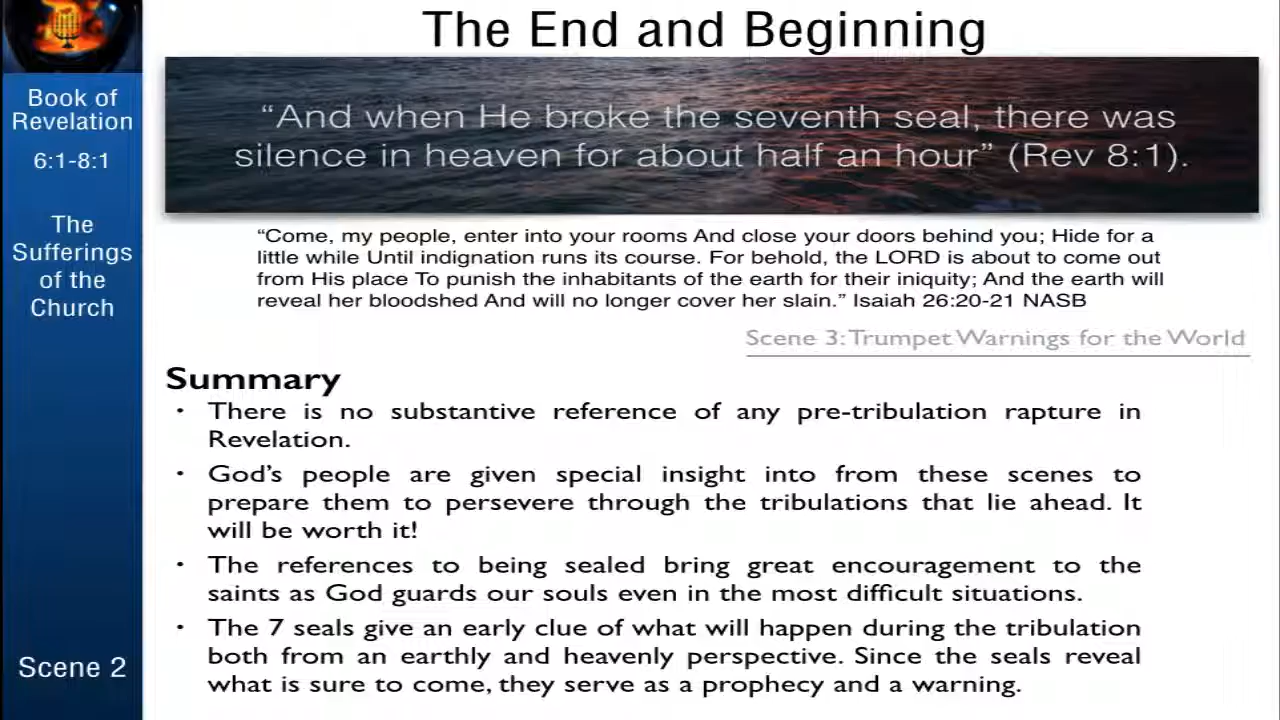 The End and Beginning
Book of
Revelation
6:1-8:1
The
Sufferings
of the
Church
Scene 2
“And when He broke the seventh seal, there was
silence in heaven for about half an hour” (Rev 8:1).
“Come, my people, enter into your rooms And close your doors behind you; Hide for a
little while Until indignation runs its course. For behold, the LORD is about to come out
from His place To punish the inhabitants of the earth for their iniquity; And the earth will
reveal her bloodshed And will no longer cover her slain.” Isaiah 26:20-21 NASB
Scene 3: Trumpet Warnings for the World
Summary
• There is no substantive reference of any pre-tribulation rapture in
Revelation.
• God’s people are given special insight into from these scenes to
prepare them to persevere through the tribulations that lie ahead. It
will be worth it!
• The references to being sealed bring great encouragement to the
saints as God guards our souls even in the most difficult situations.
• The 7 seals give an early clue of what will happen during the tribulation
both from an earthly and heavenly perspective. Since the seals reveal
what is sure to come, they serve as a prophecy and a warning.